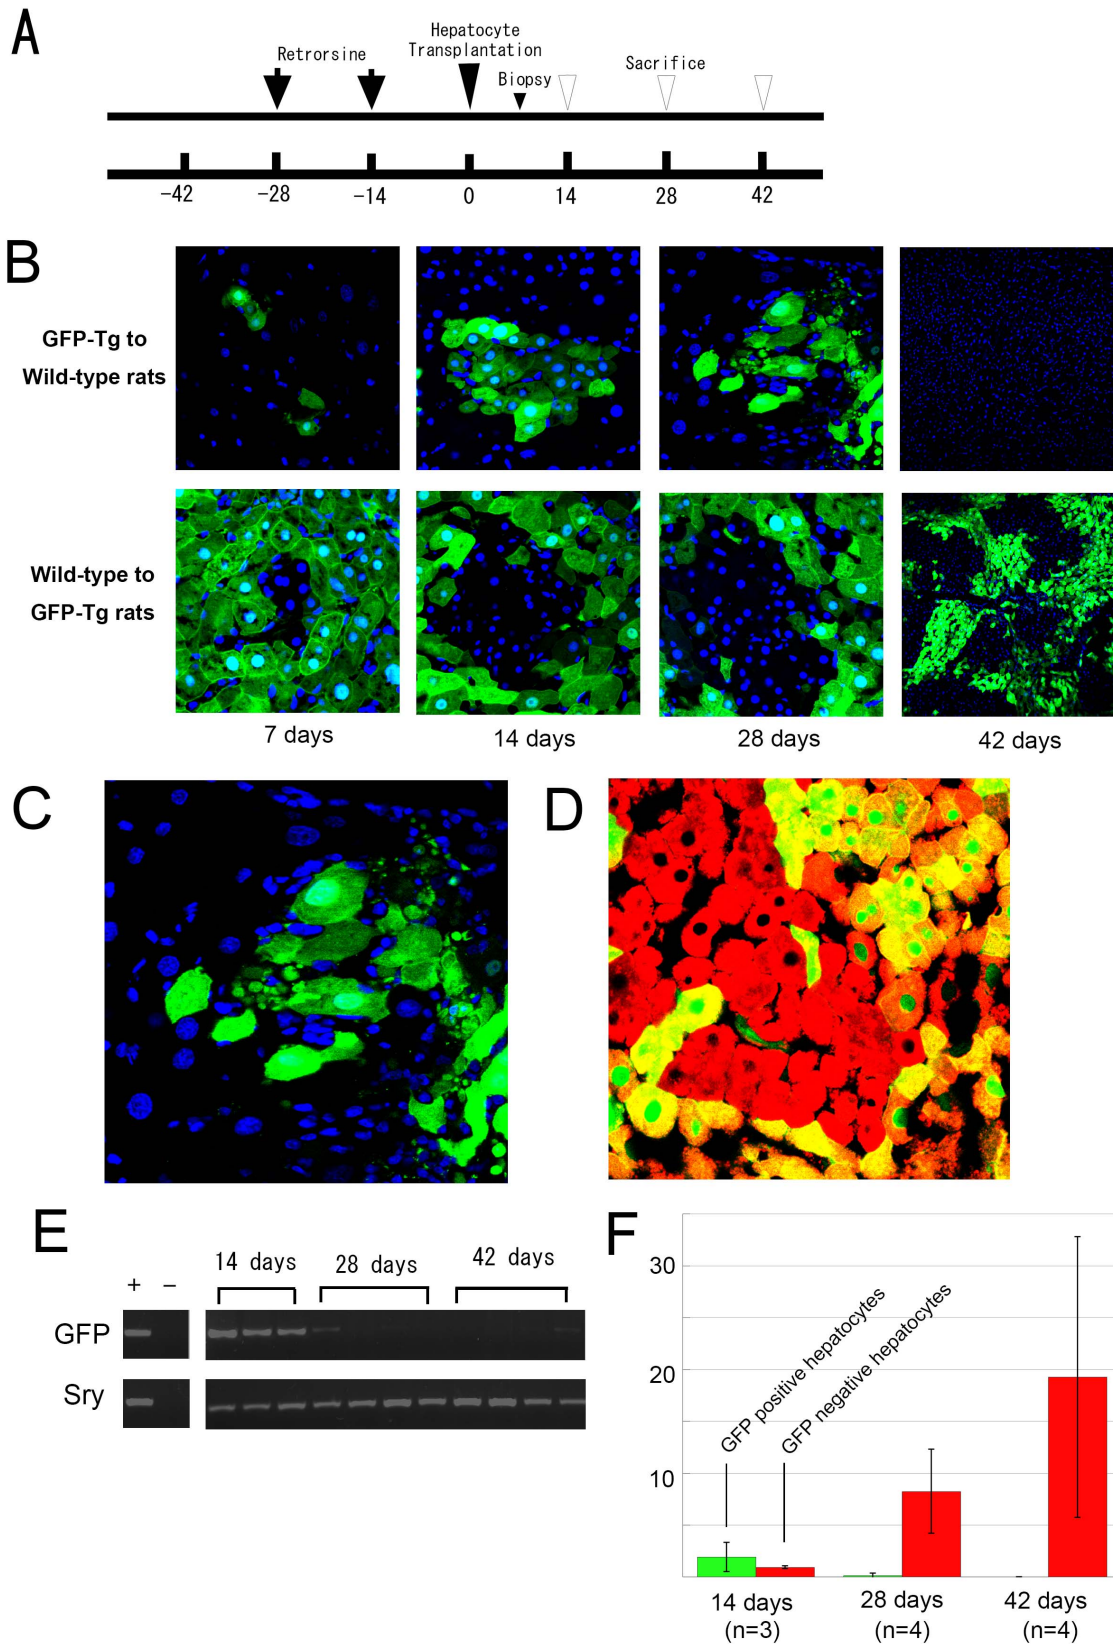 A
Hepatocyte
Transplantation
Retrorsine
Biopsy
Sacrifice
−42 −28 −14 0 14 28 42
B
GFP-Tg to
Wild-type rats
Wild-type to
GFP-Tg rats
7 days 14 days 28 days 42 days
C
D
E
14 days 28 days 42 days
+ −
GFP
Sry
F
30
20
10
GFP positive hepatocytes
GFP negative hepatocytes
14 days 28 days 42 days
(n=3) (n=4) (n=4)